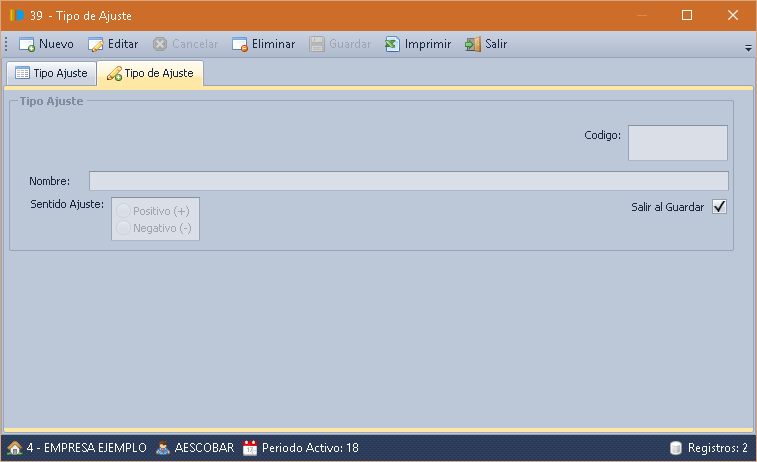 39 - Tipo de Ajuste
Nuevo Editar Cancelar Eliminar Guardar Imprimir Salir
Tipo Ajuste Tipo de Ajuste
Tipo Ajuste
Codigo:
Nombre:
Sentido Ajuste: Positivo (+) Salir al Guardar
Negativo (-)
4 - EMPRESA EJEMPLO AESCOBAR Periodo Activo: 18 Registros: 2